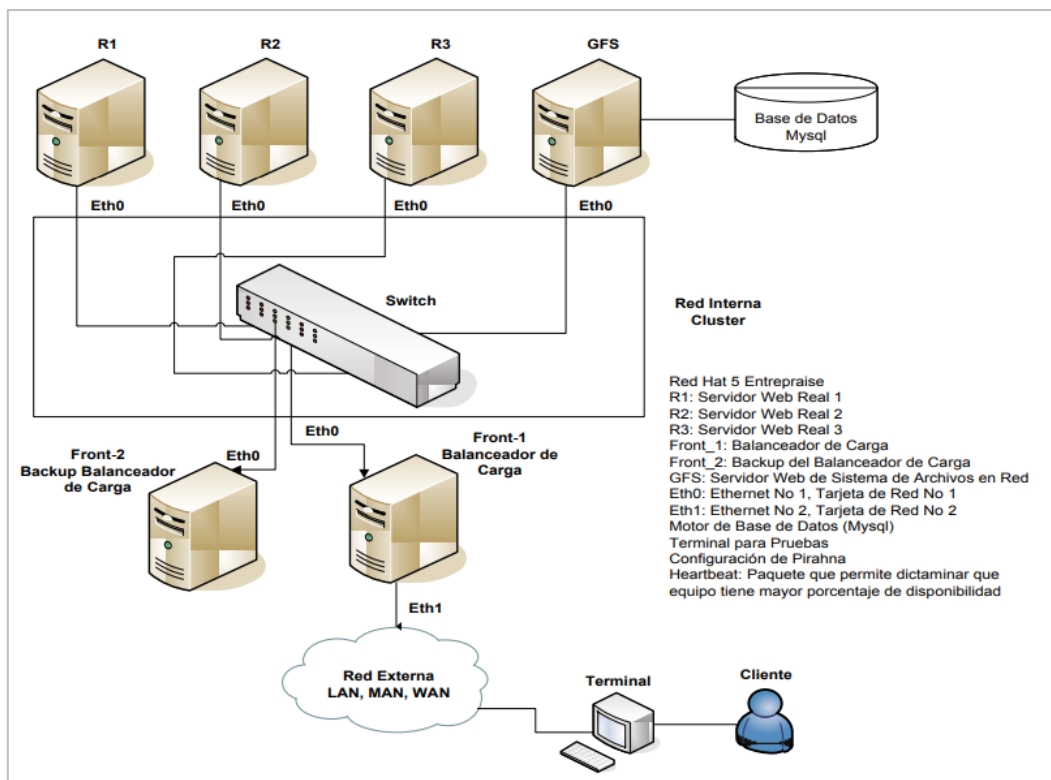 R1
R2
R3
GFS
Base de Datos
Mysql
Eth0
Eth0
Eth0
Eth0
Switch
Red Interna
Cluster
Red Hat 5 Entrepraise
R1: Servidor Web Real 1
R2: Servidor Web Real 2
R3: Servidor Web Real 3
Front_1: Balanceador de Carga
Front_2: Backup del Balanceador de Carga
GFS: Servidor Web de Sistema de Archivos en Red
Eth0: Ethernet No 1, Tarjeta de Red No 1
Eth1: Ethernet No 2, Tarjeta de Red No 2
Motor de Base de Datos (Mysql)
Terminal para Pruebas
Configuración de Pirahna
Heartbeat: Paquete que permite dictaminar que
equipo tiene mayor porcentaje de disponibilidad
Front-2
Backup Balanceador
de Carga
Eth0
Eth0
Front-1
Balanceador de
Carga
Eth1
Red Externa
LAN, MAN, WAN
Terminal
Cliente